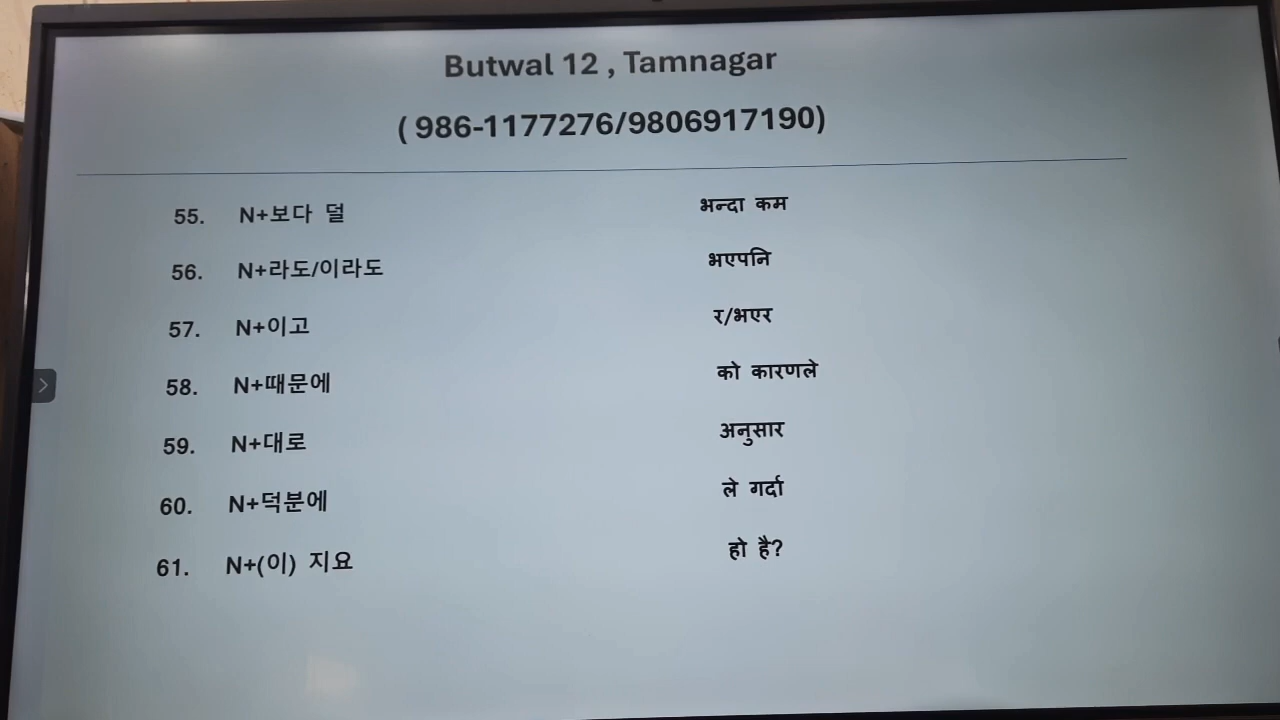 Butwal 12 , Tamnagar
( 986-1177276/9806917190)
55. N+보다 덜 भन्दा कम
56. N+라도/이라도 भएपनि
57. N+이고 र/भएर
58. N+때문에 को कारणले
59. N+대로 अनुसार
60. N+덕분에 ले गर्दा
61. N+(이) 지요 हो है?